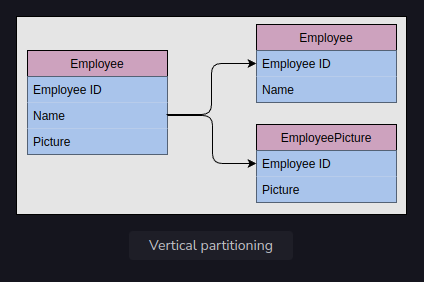 Employee
Employee ID
Name
Picture
Employee
Employee ID
Name
EmployeePicture
Employee ID
Picture
Vertical partitioning